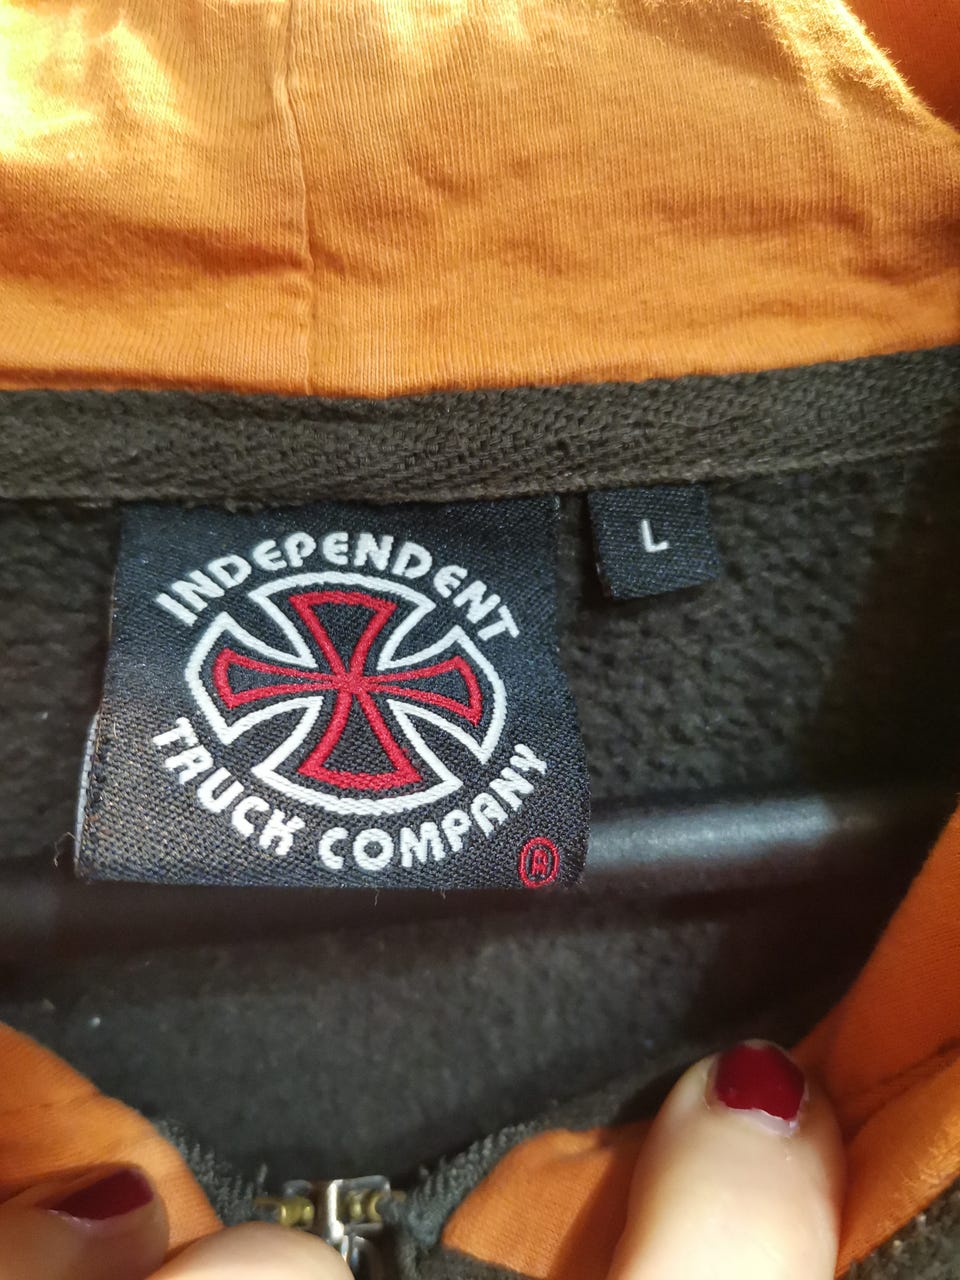 INDEPENDENT
TRUCK COMPANY
®
L